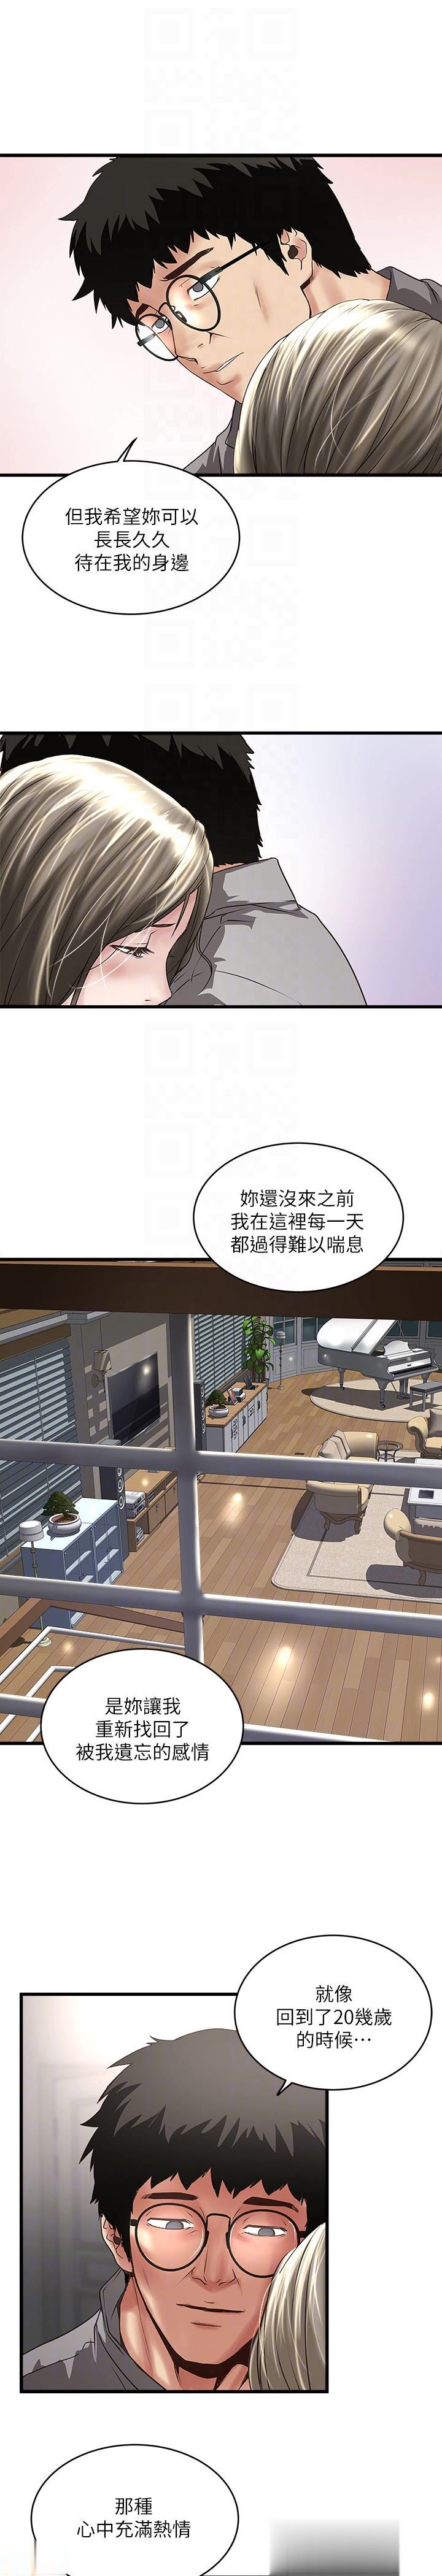 但我希望妳可以
長長久久
待在我的身邊
妳還沒來之前
我在這裡每一天
都過得難以喘息
是妳讓我
重新找回了
被我遺忘的感情
就像
回到了20幾歲
的時候⋯
那種
心中充滿熱情